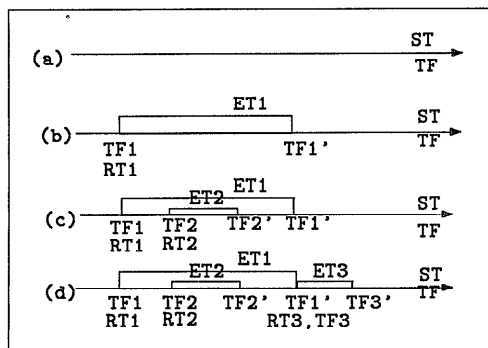 ST
(a)
TF
ET1 ST
(b)
TF1 TF1' TF
RT1
ET1
ET2 ST
(c)
TF1 TF2 TF2' TF1' TF
RT1 RT2
ET1 ST
ET2 ET3
(d)
TF1 TF2 TF2' TF1' TF3' TF
RT1 RT2 RT3,TF3